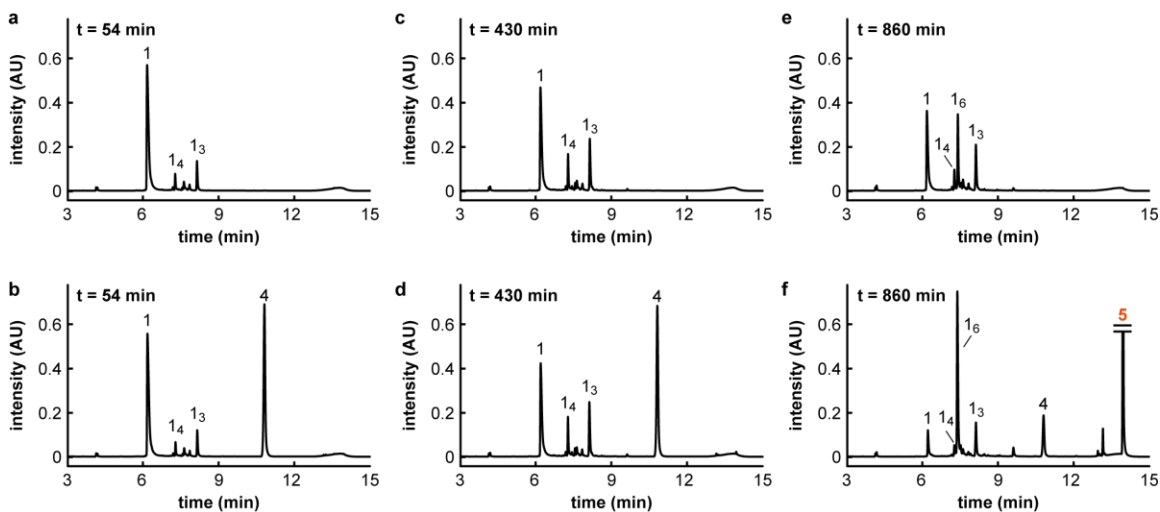 a
t = 54 min
intensity (AU)
0.6
0.4
0.2
0
1
1₄
1₃
3 6 9 12 15
time (min)
c
t = 430 min
intensity (AU)
0.6
0.4
0.2
0
1
1₄
1₃
3 6 9 12 15
time (min)
e
t = 860 min
intensity (AU)
0.6
0.4
0.2
0
1
1₆
1₄
1₃
3 6 9 12 15
time (min)
b
t = 54 min
intensity (AU)
0.6
0.4
0.2
0
1
1₄
1₃
4
3 6 9 12 15
time (min)
d
t = 430 min
intensity (AU)
0.6
0.4
0.2
0
1
1₄
1₃
4
3 6 9 12 15
time (min)
f
t = 860 min
intensity (AU)
0.6
0.4
0.2
0
1₆
1
1₄
1₃
4
5
3 6 9 12 15
time (min)